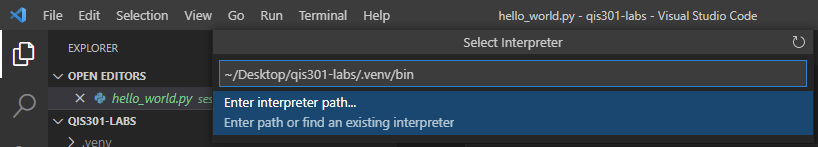 File Edit Selection View Go Run Terminal Help hello_world.py - qis301-labs - Visual Studio Code
EXPLORER
Select Interpreter
OPEN EDITORS
~/Desktop/qis301-labs/.venv/bin
hello_world.py ses
Enter interpreter path...
QIS301-LABS
Enter path or find an existing interpreter
.venv